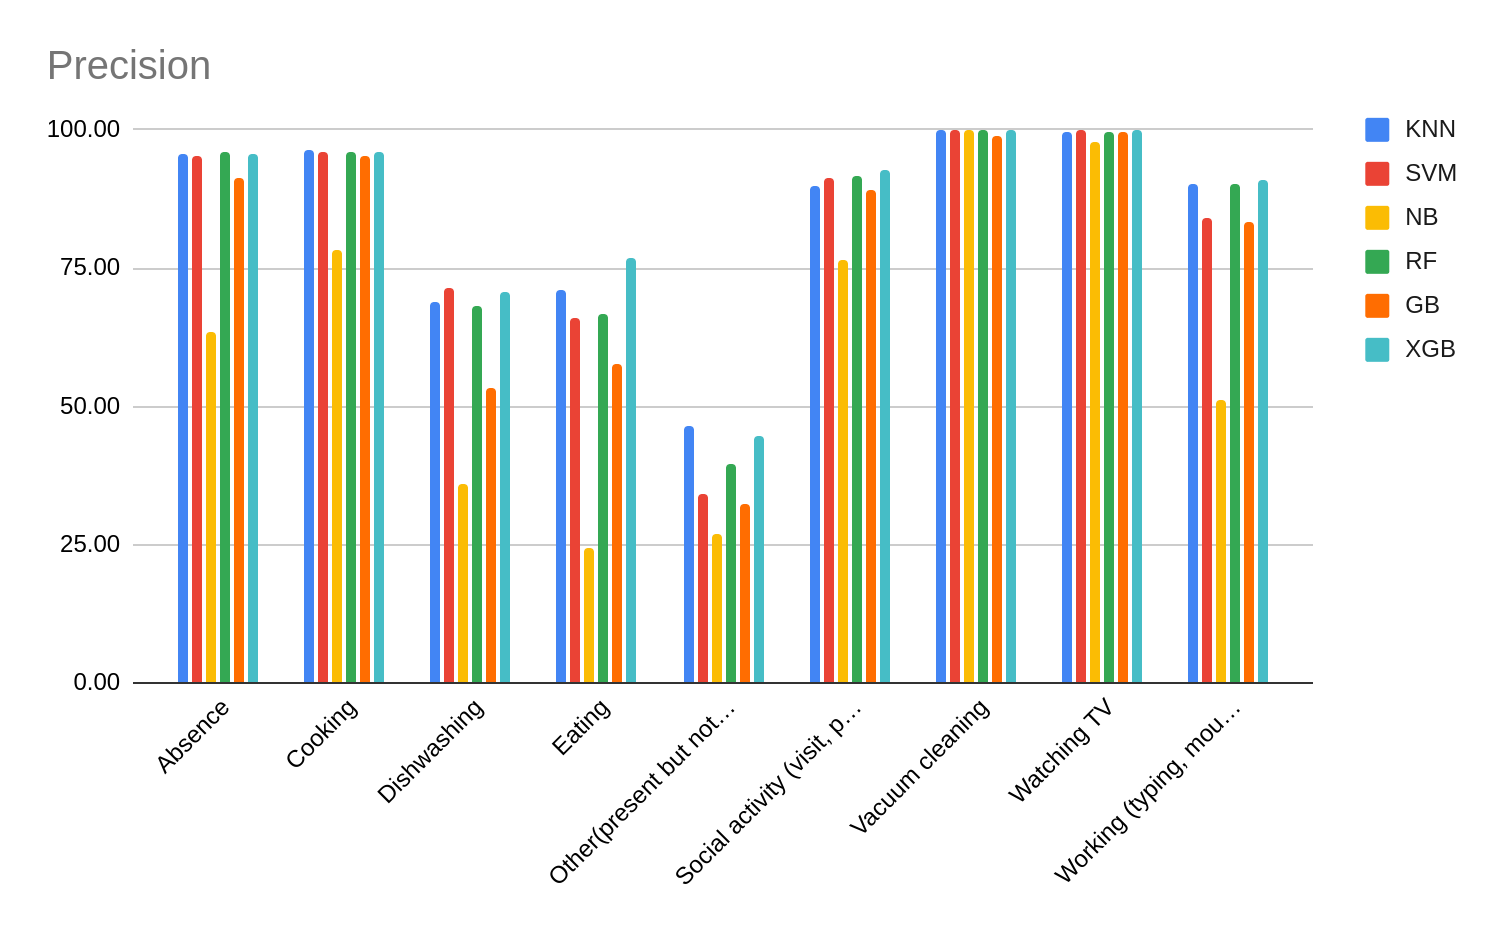 Precision
100.00
75.00
50.00
25.00
0.00
Absence
Cooking
Dishwashing
Eating
Other(present but not…
Social activity (visit, p…
Vacuum cleaning
Watching TV
Working (typing, mou…
KNN
SVM
NB
RF
GB
XGB